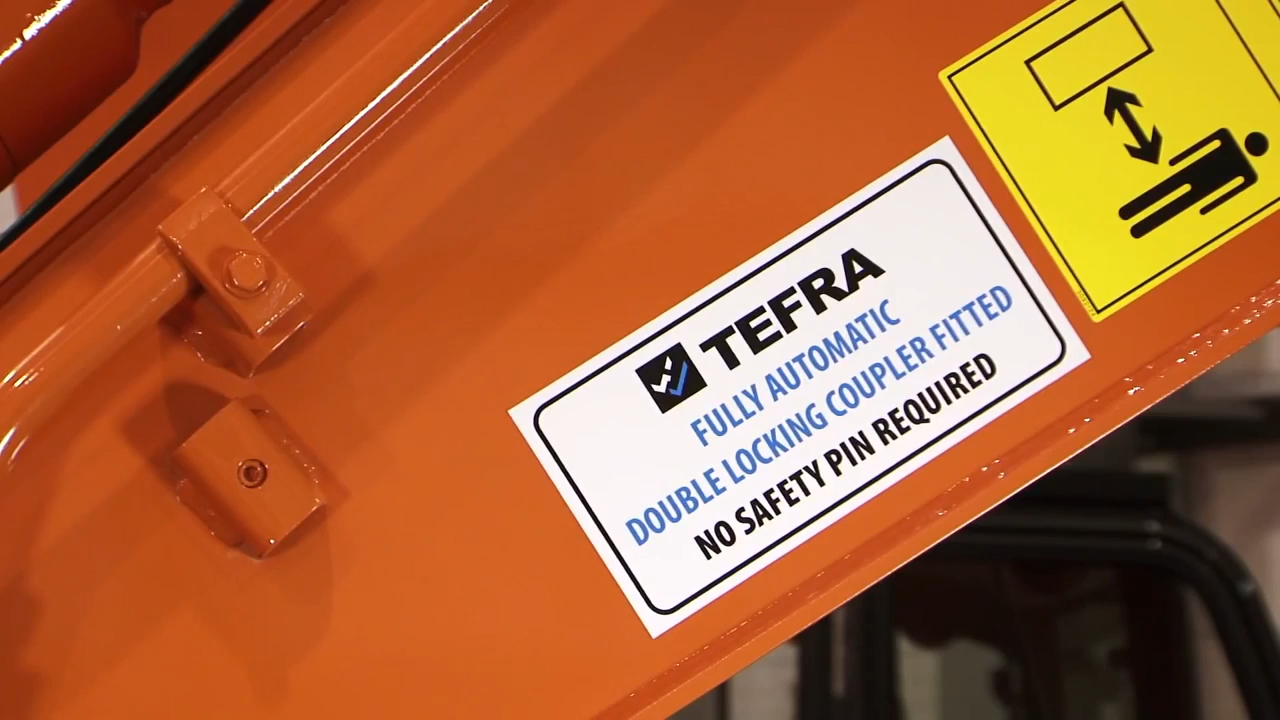 TEFRA
FULLY AUTOMATIC
DOUBLE LOCKING COUPLER FITTED
NO SAFETY PIN REQUIRED